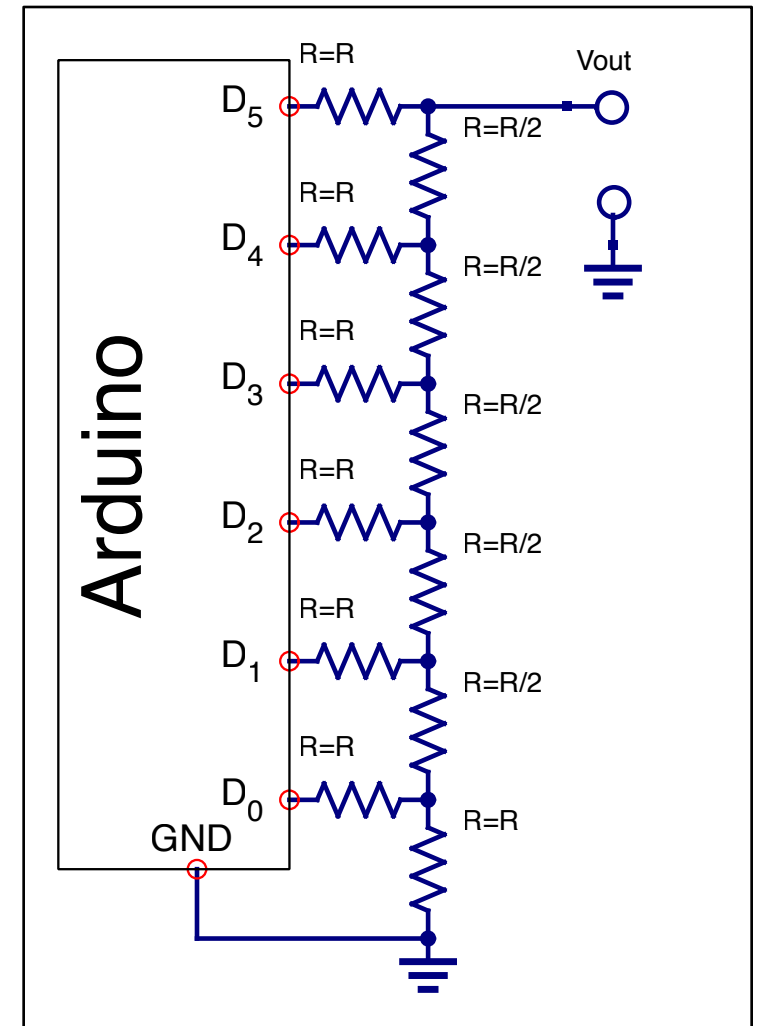 R=R
Vout
D5
R=R/2
R=R
D4
R=R/2
R=R
D3
R=R/2
R=R
D2
R=R/2
R=R
D1
R=R/2
R=R
D0
R=R
GND
Arduino